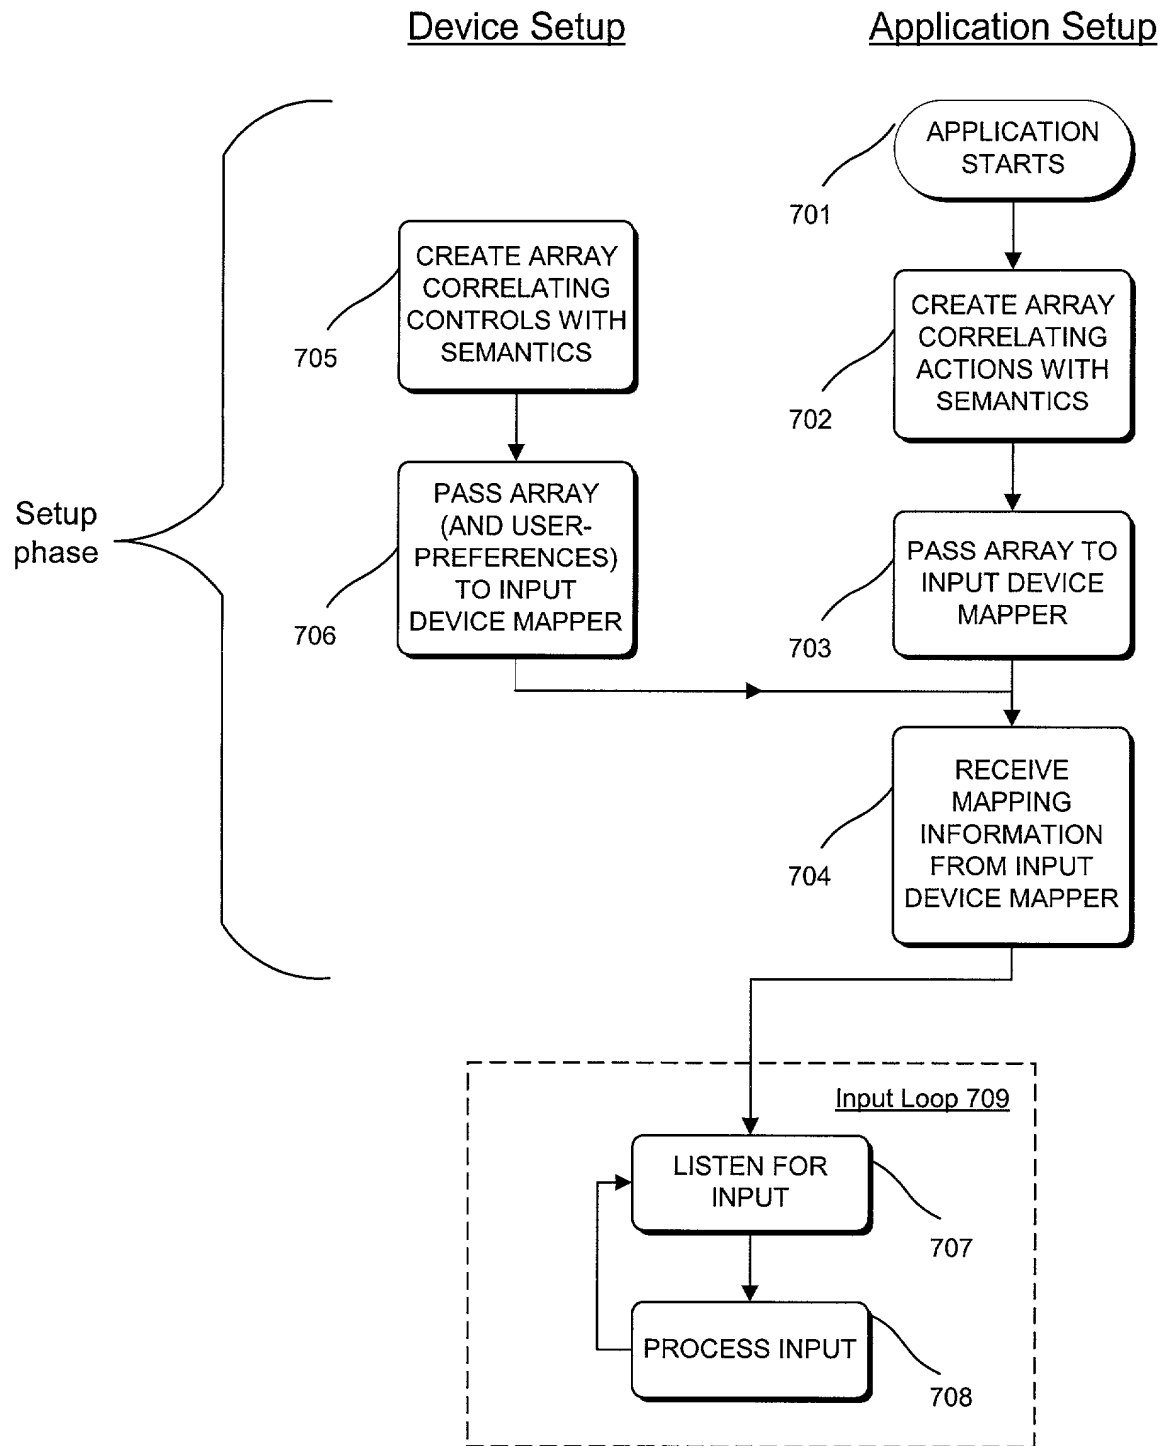 Device Setup
Application Setup
APPLICATION
STARTS
701
CREATE ARRAY
CORRELATING
CONTROLS WITH
SEMANTICS
705
CREATE ARRAY
CORRELATING
ACTIONS WITH
SEMANTICS
702
Setup
phase
PASS ARRAY
(AND USER-
PREFERENCES)
TO INPUT
DEVICE MAPPER
706
PASS ARRAY TO
INPUT DEVICE
MAPPER
703
RECEIVE
MAPPING
INFORMATION
FROM INPUT
DEVICE MAPPER
704
Input Loop 709
LISTEN FOR
INPUT
707
PROCESS INPUT
708